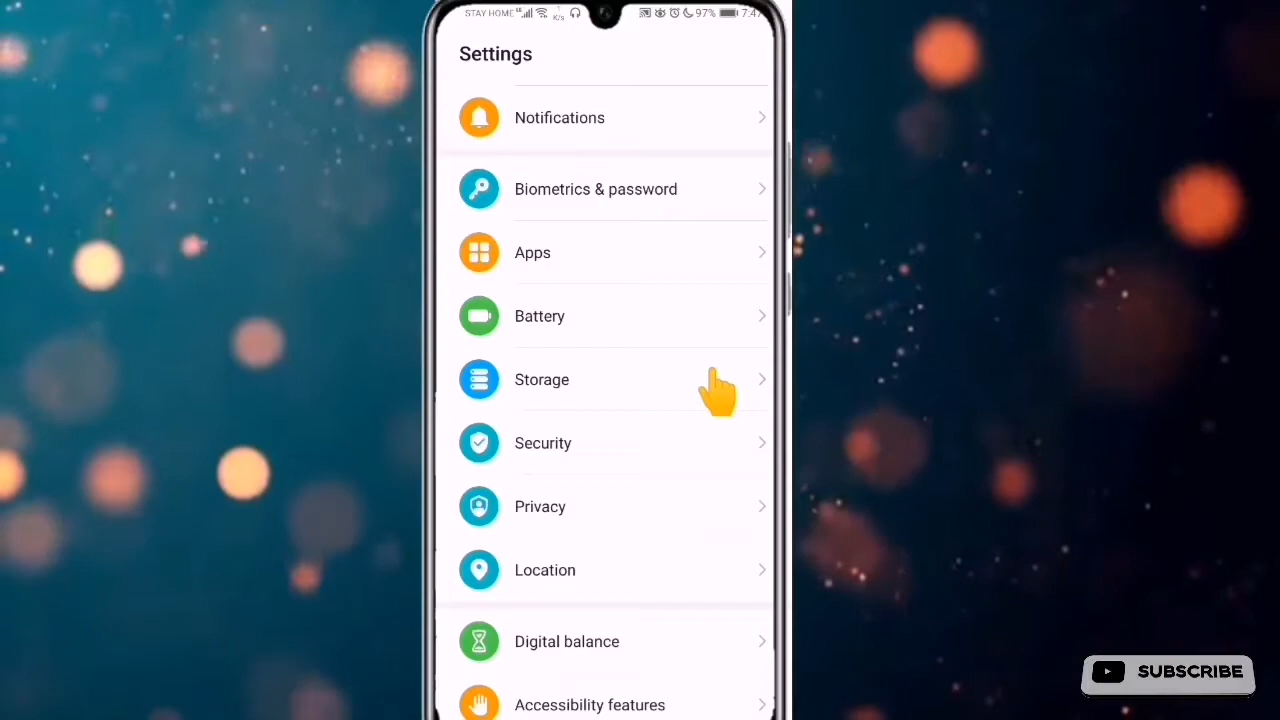 STAY HOME 97% 7:47
K/s
Settings
Notifications
Biometrics & password
Apps
Battery
Storage
Security
Privacy
Location
Digital balance
Accessibility features
SUBSCRIBE